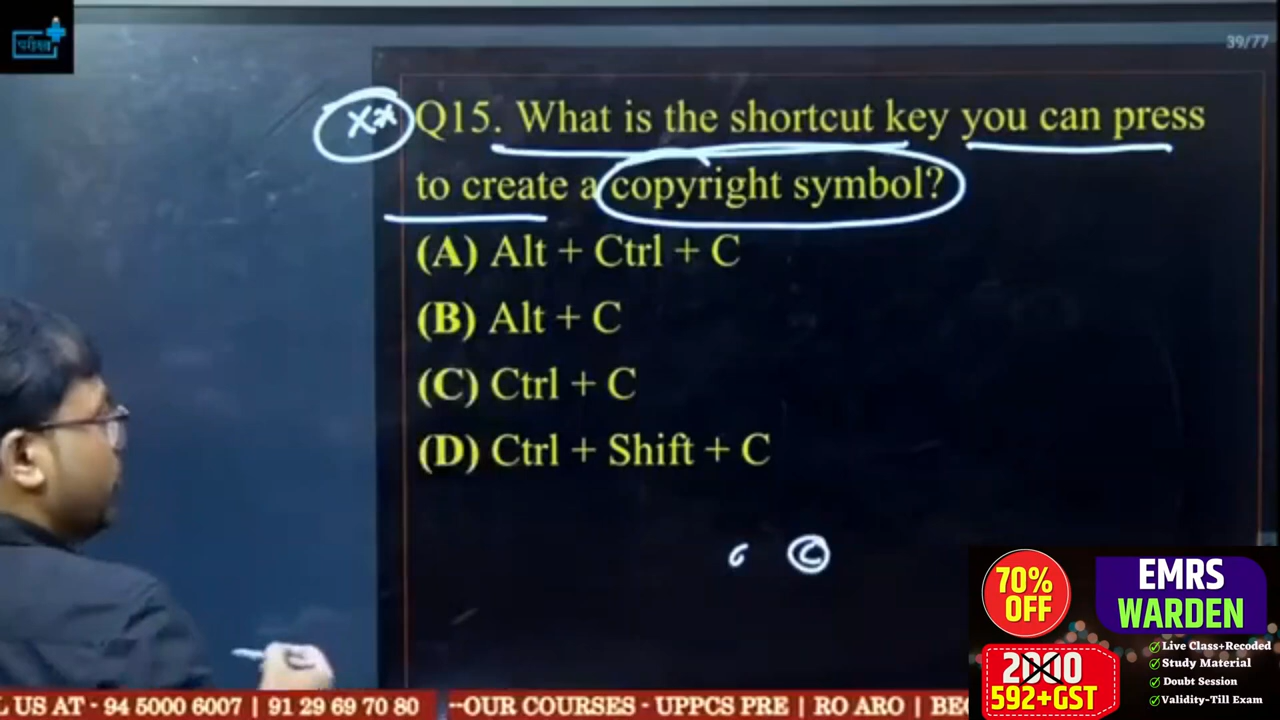 परीक्षा
39/77
X*
Q15. What is the shortcut key you can press
to create a copyright symbol?
(A) Alt + Ctrl + C
(B) Alt + C
(C) Ctrl + C
(D) Ctrl + Shift + C
c ©
70%
OFF
EMRS
WARDEN
2000
592+GST
Live Class+Recoded
Study Material
Doubt Session
Validity-Till Exam
L US AT - 94 5000 6007 | 91 29 69 70 80 --OUR COURSES - UPPCS PRE | RO ARO | BEO